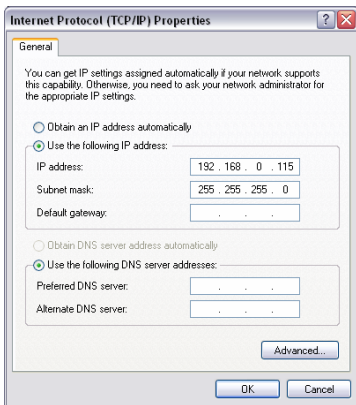 Internet Protocol (TCP/IP) Properties
General
You can get IP settings assigned automatically if your network supports
this capability. Otherwise, you need to ask your network administrator for
the appropriate IP settings.
Obtain an IP address automatically
Use the following IP address:
IP address: 192 . 168 . 0 . 115
Subnet mask: 255 . 255 . 255 . 0
Default gateway: . . .
Obtain DNS server address automatically
Use the following DNS server addresses:
Preferred DNS server: . . .
Alternate DNS server: . . .
Advanced...
OK Cancel